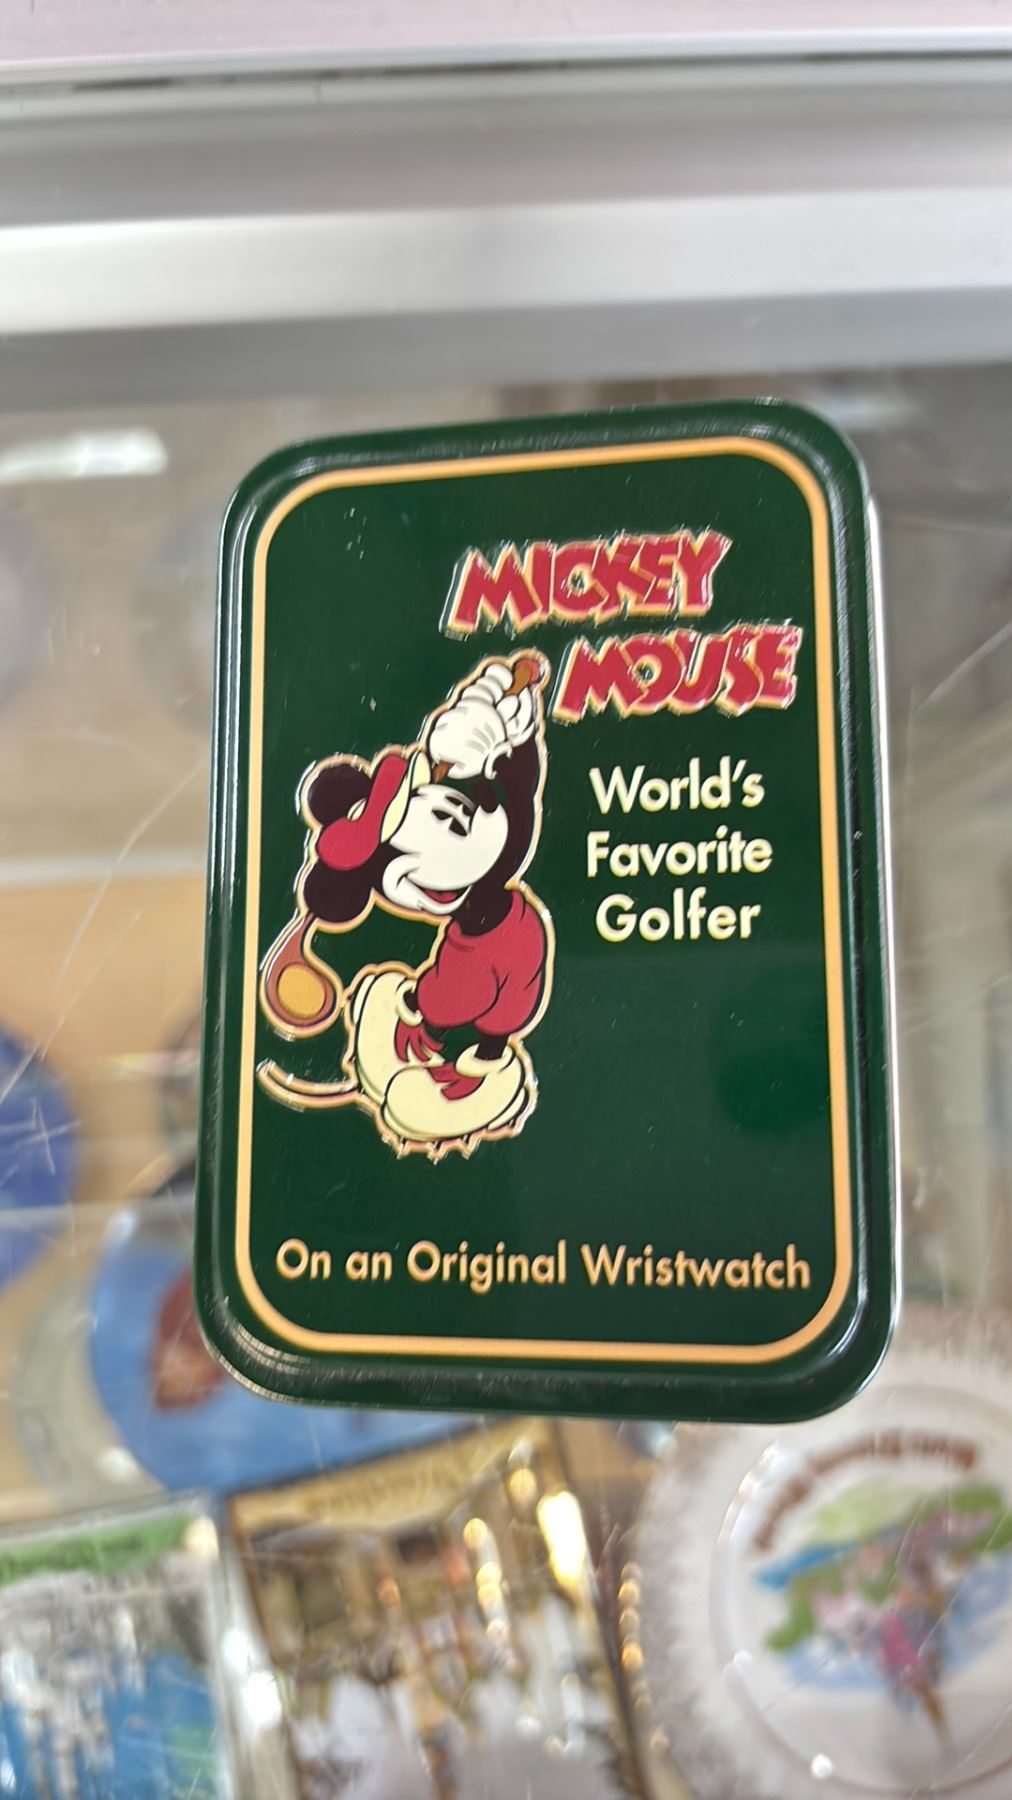 MICKEY
MOUSE
World's
Favorite
Golfer
On an Original Wristwatch